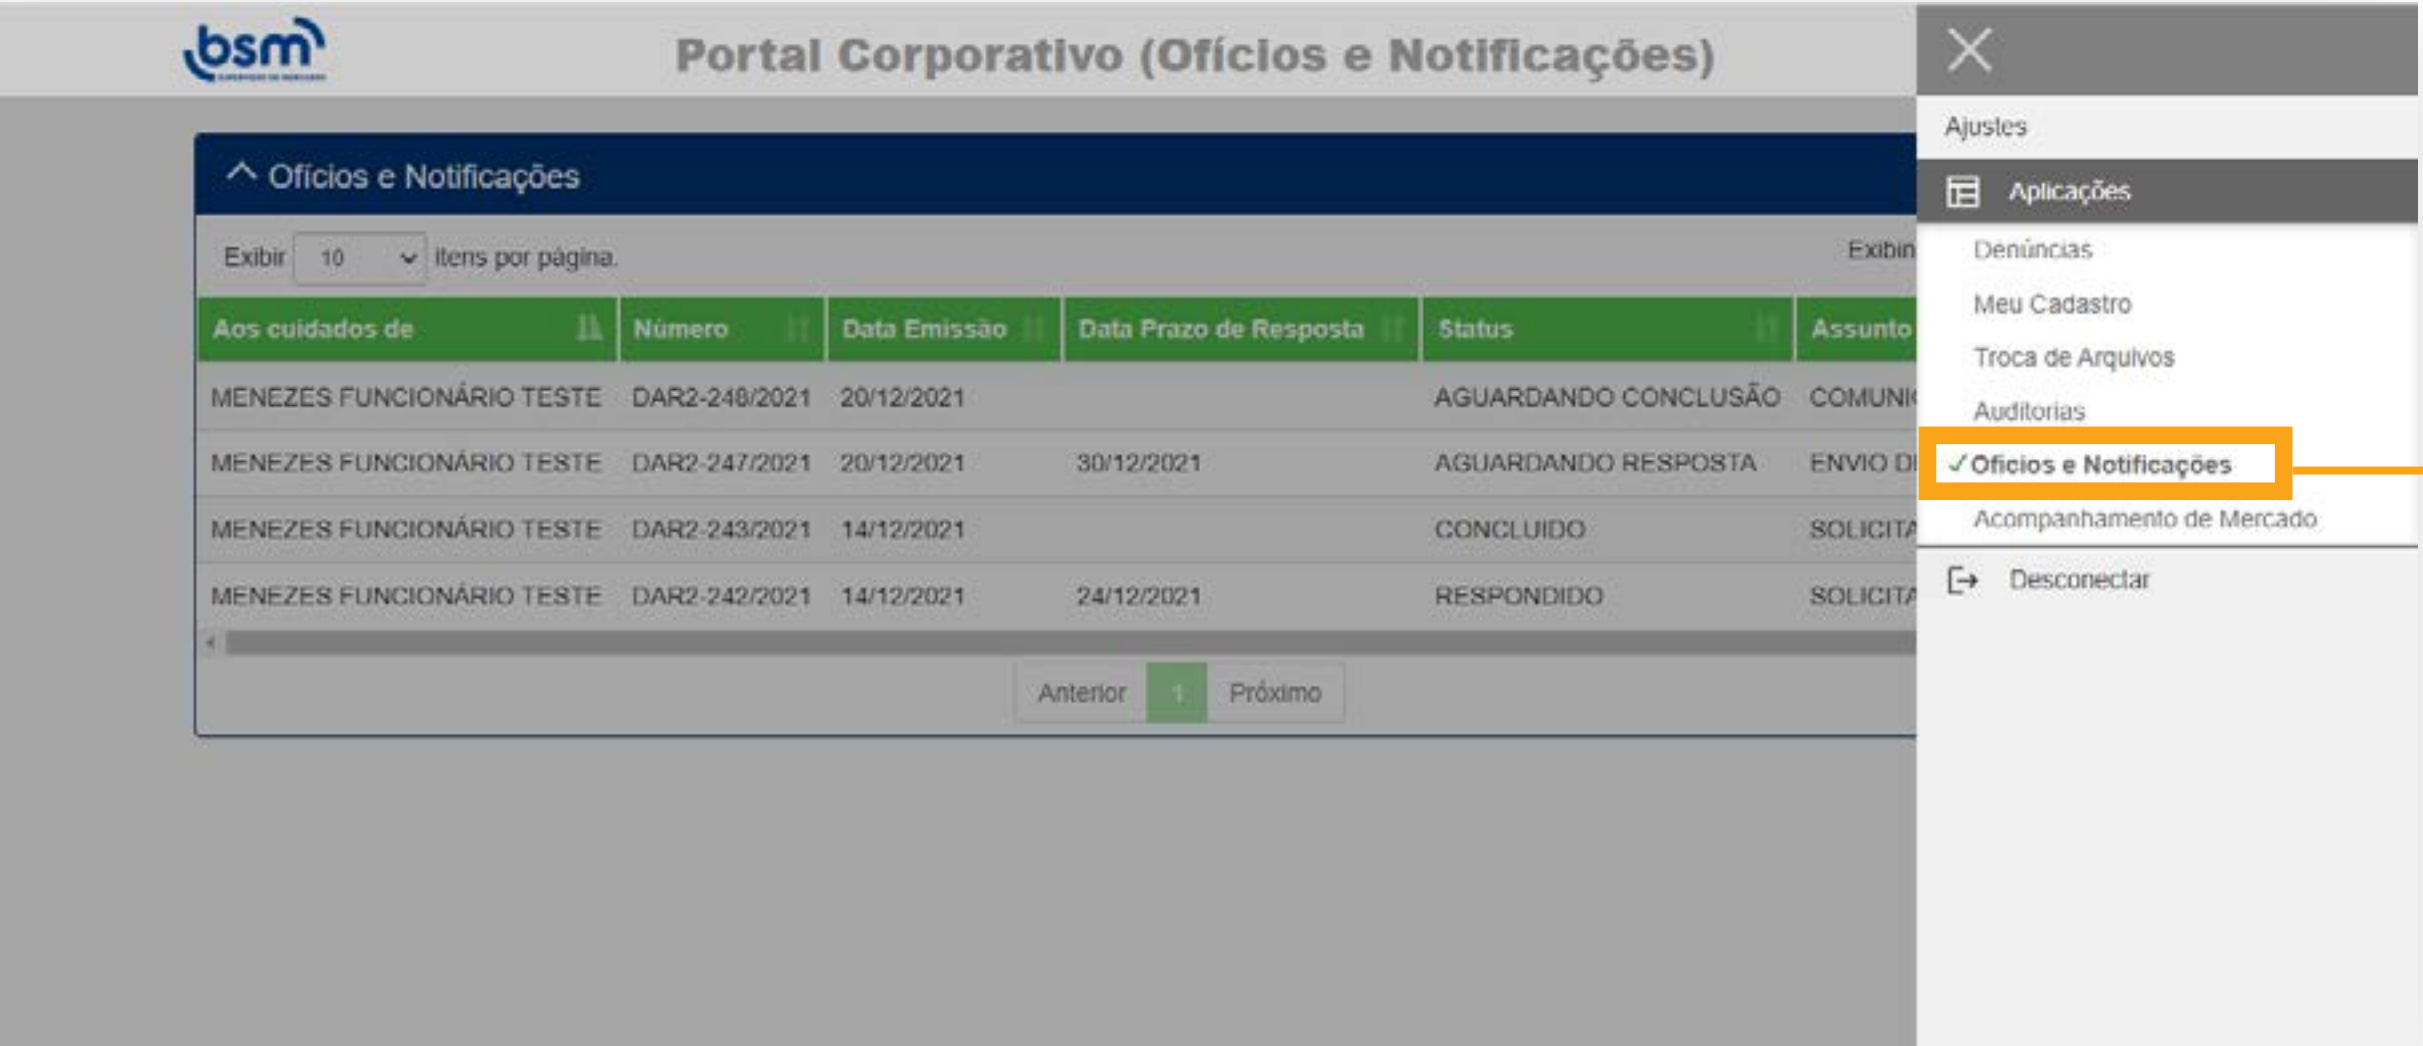 bsm
Portal Corporativo (Ofícios e Notificações)
Ajustes
Aplicações
Denúncias
Meu Cadastro
Troca de Arquivos
Auditorias
✓Oficios e Notificações
Acompanhamento de Mercado
Desconectar
Ofícios e Notificações
Exibir 10 itens por página.
Exibin
Aos cuidados de Número Data Emissão Data Prazo de Resposta Status Assunto
MENEZES FUNCIONÁRIO TESTE DAR2-248/2021 20/12/2021 AGUARDANDO CONCLUSÃO COMUNI
MENEZES FUNCIONÁRIO TESTE DAR2-247/2021 20/12/2021 30/12/2021 AGUARDANDO RESPOSTA ENVIO D
MENEZES FUNCIONÁRIO TESTE DAR2-243/2021 14/12/2021 CONCLUIDO SOLICITA
MENEZES FUNCIONÁRIO TESTE DAR2-242/2021 14/12/2021 24/12/2021 RESPONDIDO SOLICITA
Anterior 1 Próximo